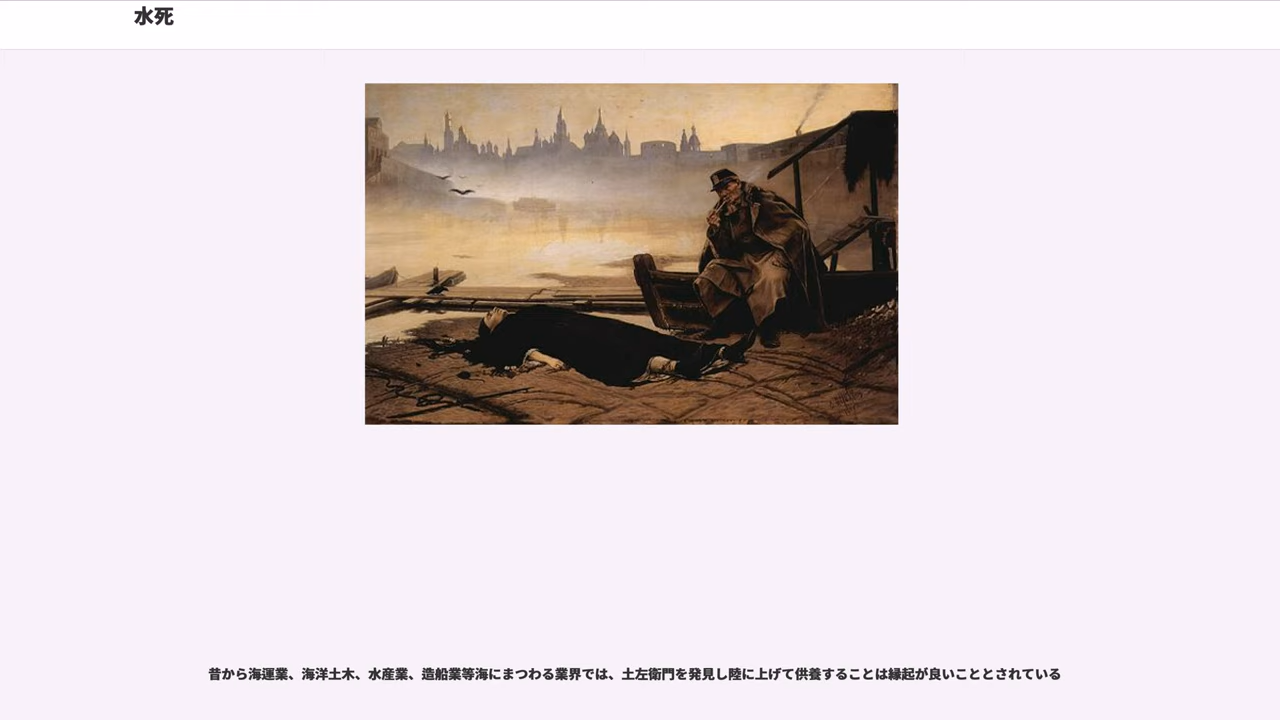 水死
昔から海運業、海洋土木、水産業、造船業等海にまつわる業界では、土左衛門を発見し陸に上げて供養することは縁起が良いこととされている